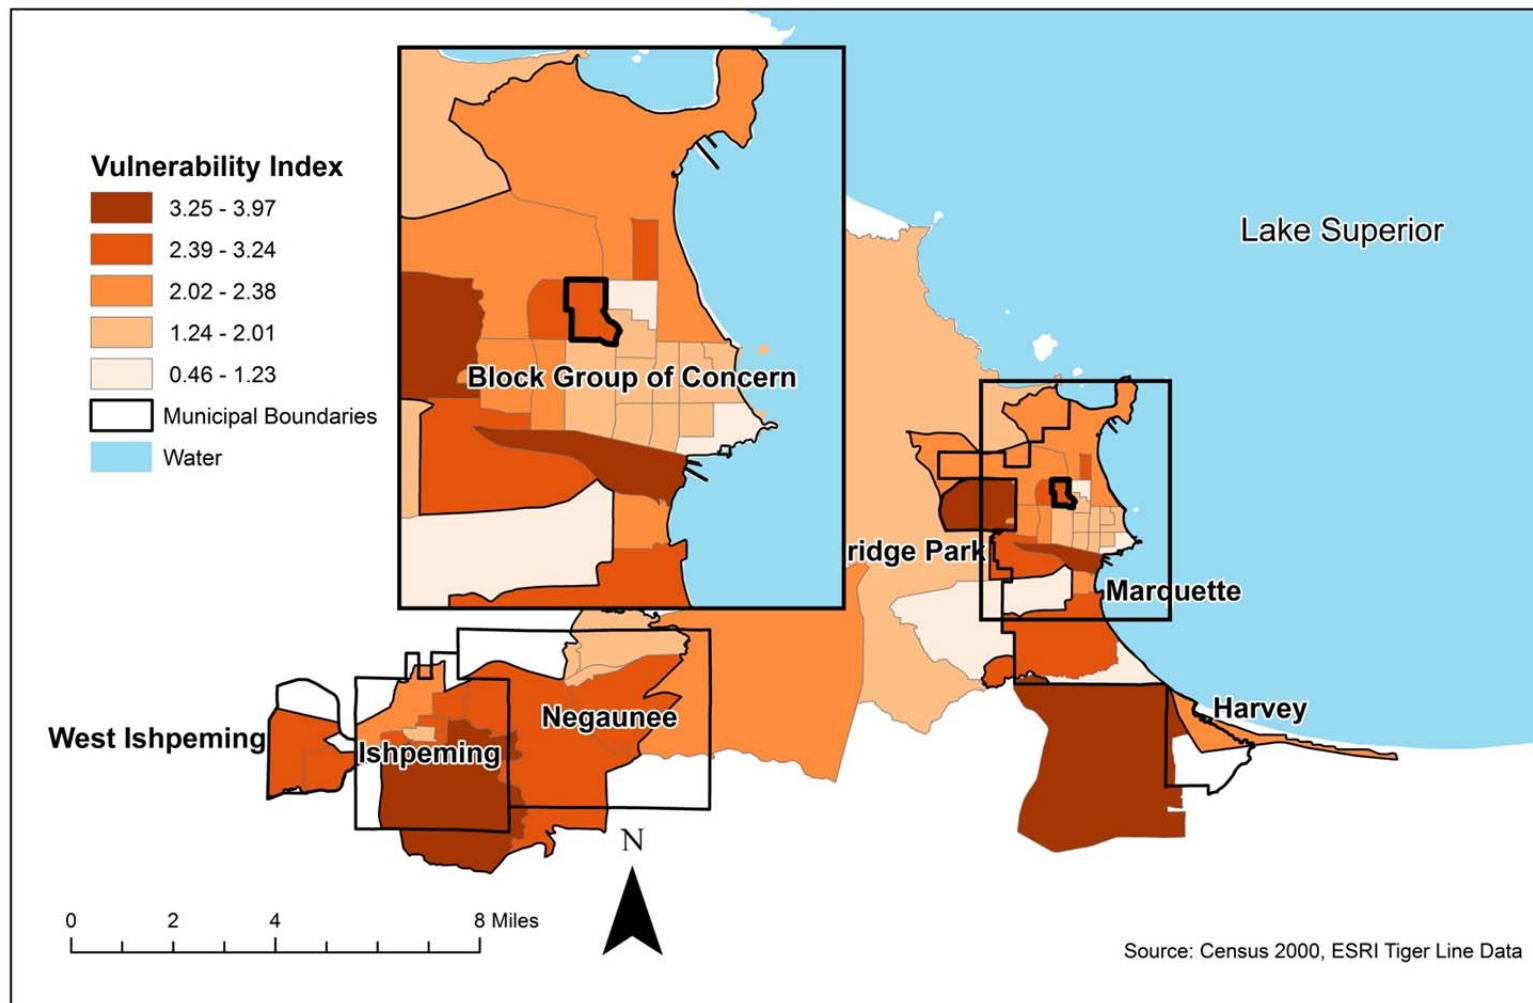 Vulnerability Index
3.25 - 3.97
2.39 - 3.24
2.02 - 2.38
1.24 - 2.01
0.46 - 1.23
Municipal Boundaries
Water
Block Group of Concern
Lake Superior
ridge Park
Marquette
Harvey
Negaunee
West Ishpeming
Ishpeming
N
0 2 4 8 Miles
Source: Census 2000, ESRI Tiger Line Data